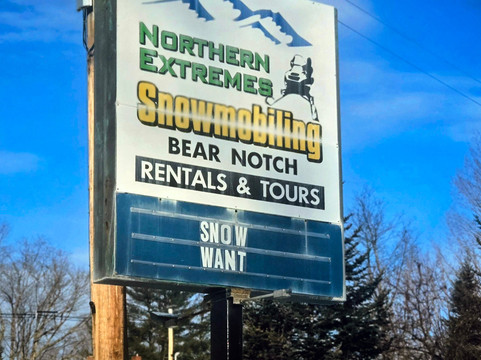 Northern
Extremes
Snowmobiling
BEAR NOTCH
RENTALS & TOURS
SNOW
WANT